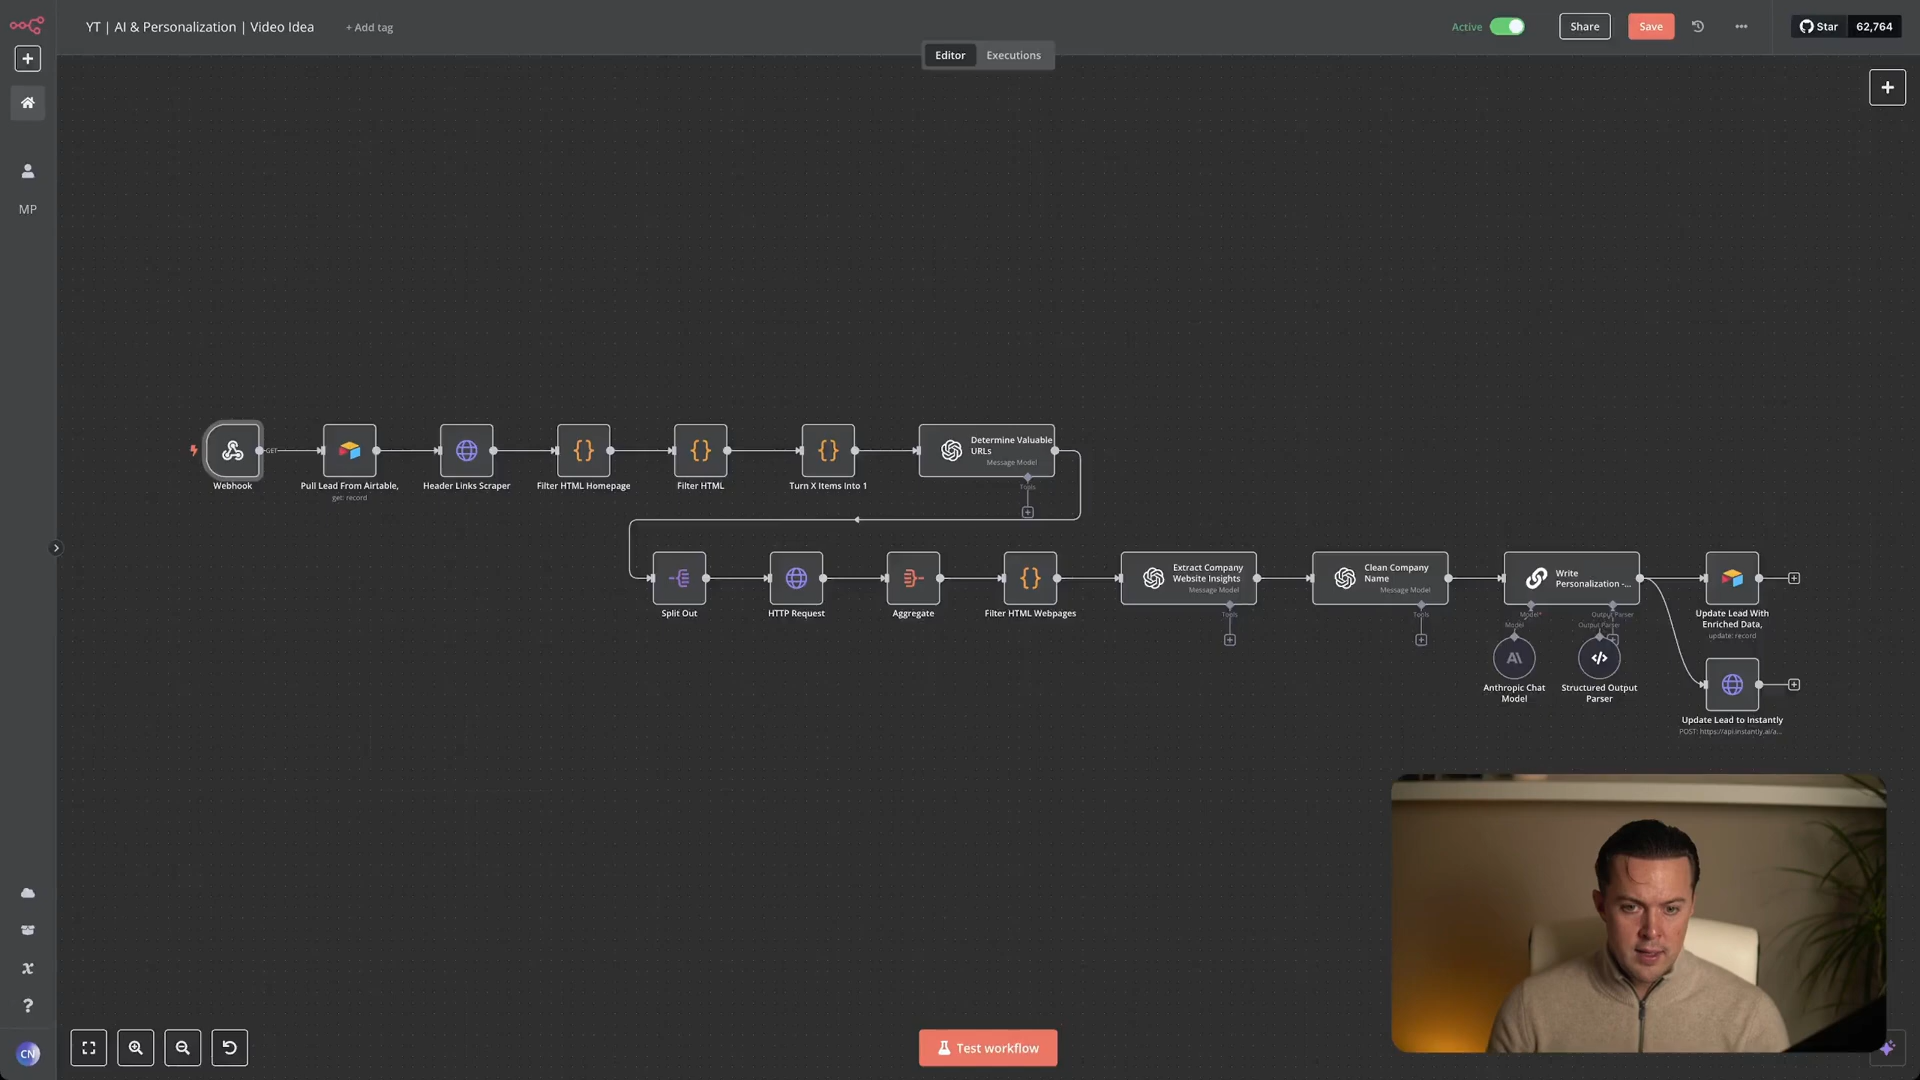 YT | AI & Personalization | Video Idea
+ Add tag
Active
Share
Save
Star
62,764
Editor
Executions
MP
GET
Webhook
Pull Lead From Airtable,
get: record
Header Links Scraper
Filter HTML Homepage
Filter HTML
Turn X Items Into 1
Determine Valuable
URLs
Message Model
Tools
Split Out
HTTP Request
Aggregate
Filter HTML Webpages
Extract Company
Website Insights
Message Model
Tools
Clean Company
Name
Message Model
Tools
Write
Personalization -...
Model*
Output Parser
Model
Output Parser
Anthropic Chat
Model
Structured Output
Parser
Update Lead With
Enriched Data,
update: record
Update Lead to Instantly
POST: https://api.instantly.ai/a...
CN
Test workflow